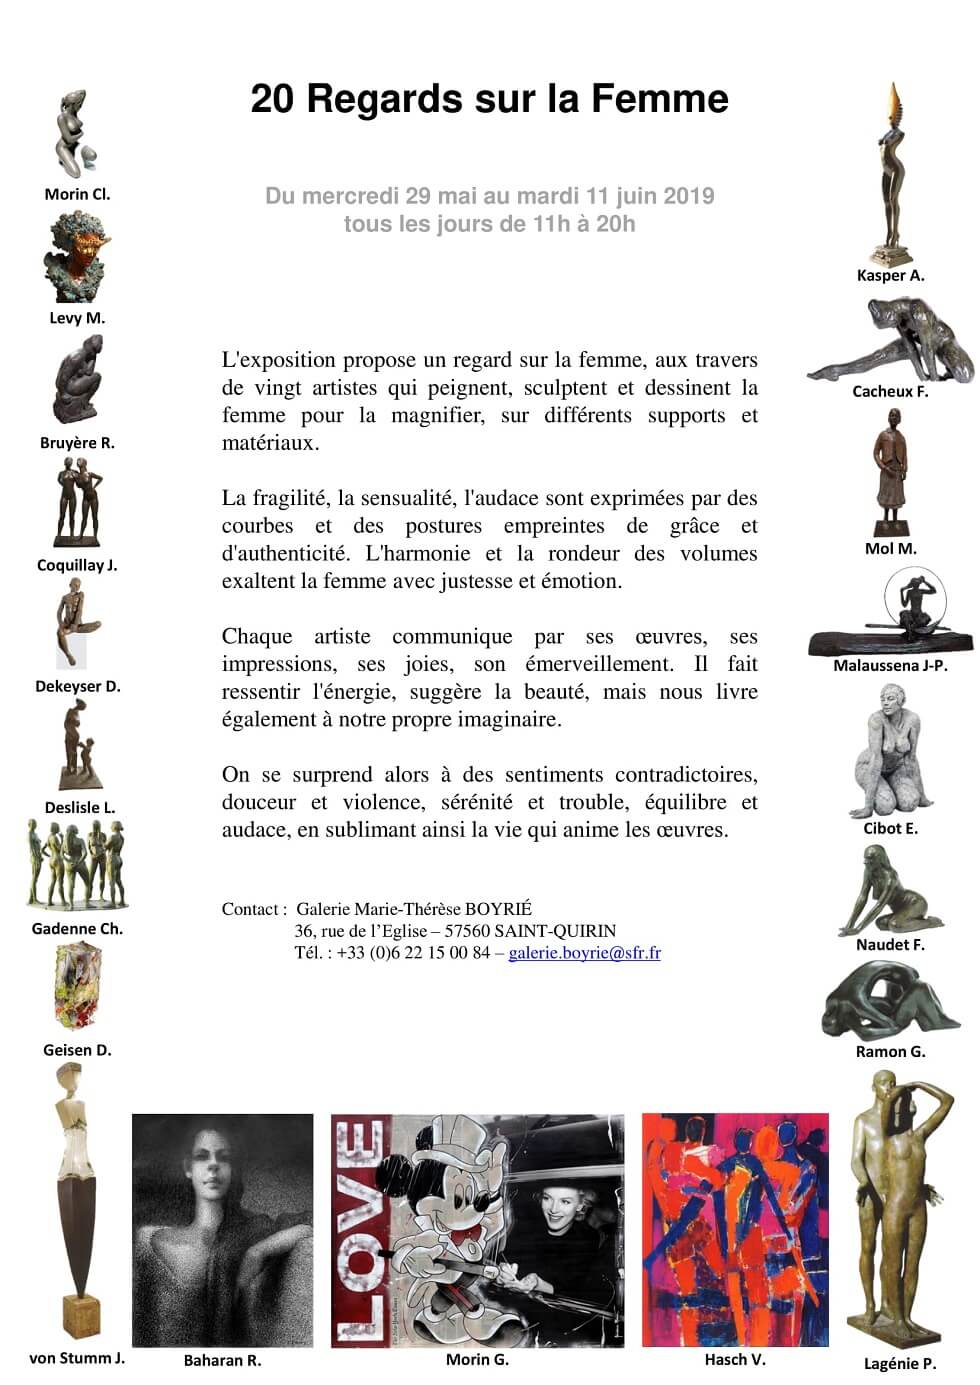 20 Regards sur la Femme
Du mercredi 29 mai au mardi 11 juin 2019
tous les jours de 11h à 20h
L'exposition propose un regard sur la femme, aux travers
de vingt artistes qui peignent, sculptent et dessinent la
femme pour la magnifier, sur différents supports et
matériaux.
La fragilité, la sensualité, l'audace sont exprimées par des
courbes et des postures empreintes de grâce et
d'authenticité. L'harmonie et la rondeur des volumes
exaltent la femme avec justesse et émotion.
Chaque artiste communique par ses œuvres, ses
impressions, ses joies, son émerveillement. Il fait
ressentir l'énergie, suggère la beauté, mais nous livre
également à notre propre imaginaire.
On se surprend alors à des sentiments contradictoires,
douceur et violence, sérénité et trouble, équilibre et
audace, en sublimant ainsi la vie qui anime les œuvres.
Contact : Galerie Marie-Thérèse BOYRIÉ
36, rue de l’Eglise – 57560 SAINT-QUIRIN
Tél. : +33 (0)6 22 15 00 84 – galerie.boyrie@sfr.fr
Morin Cl.
Levy M.
Bruyère R.
Coquillay J.
Dekeyser D.
Deslisle L.
Gadenne Ch.
Geisen D.
von Stumm J.
Baharan R.
LOVE
Morin G.
Hasch V.
Kasper A.
Cacheux F.
Mol M.
Malaussena J-P.
Cibot E.
Naudet F.
Ramon G.
Lagénie P.